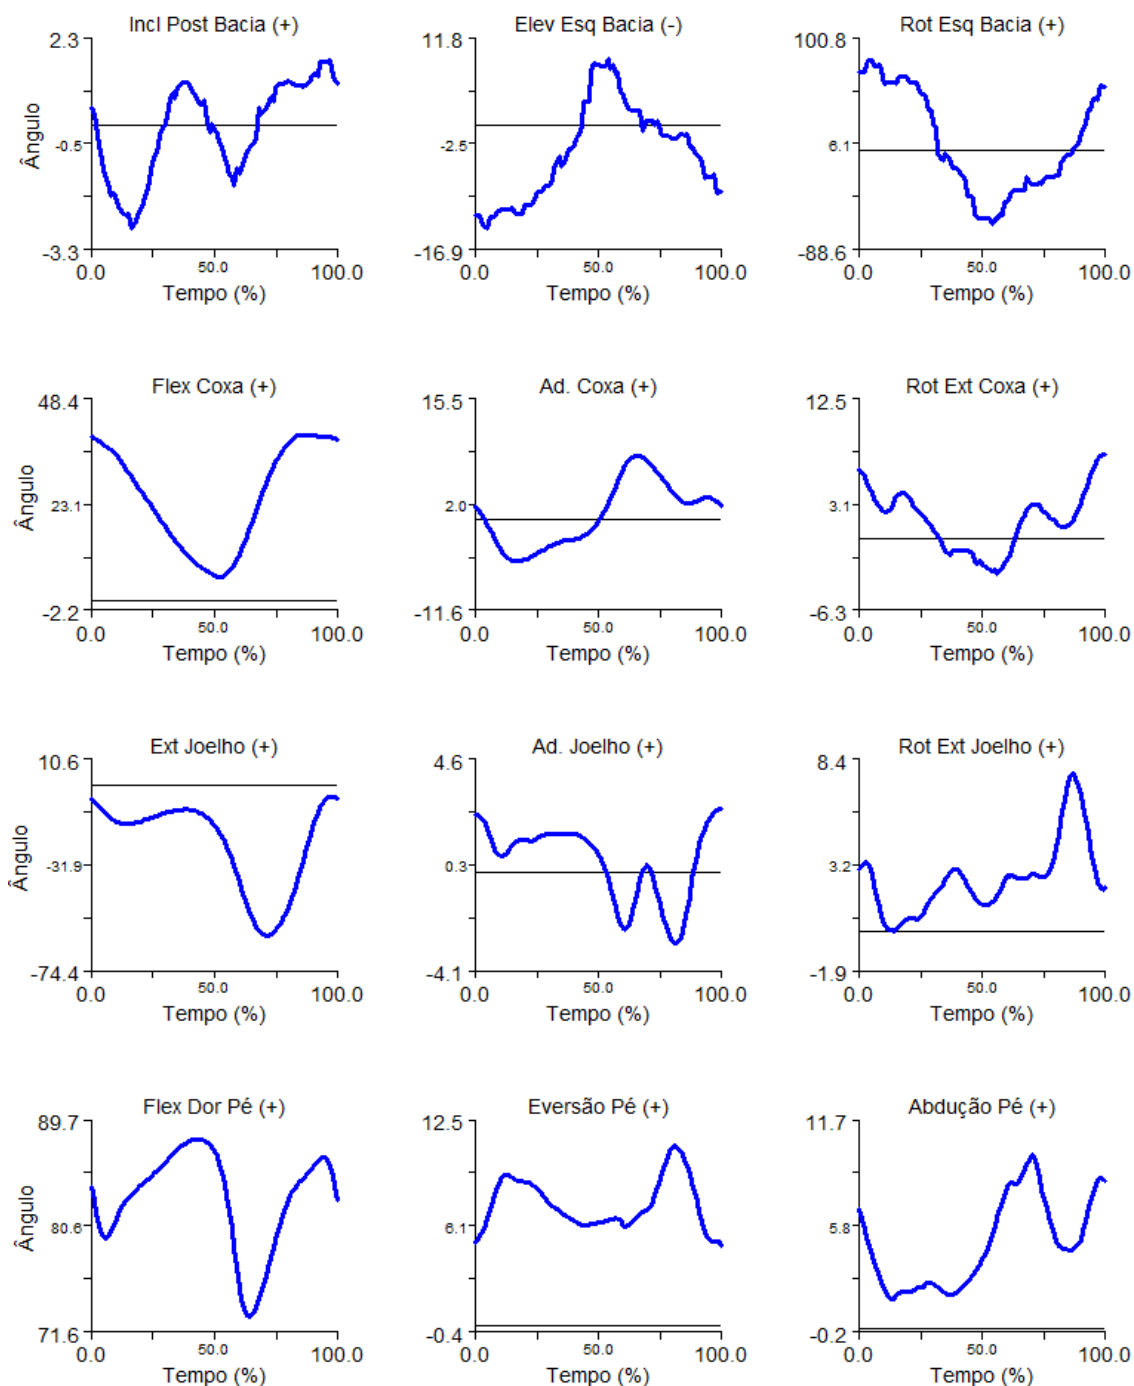 Incl Post Bacia (+)
2.3
-0.5
-3.3
Ângulo
0.0
50.0
100.0
Tempo (%)
Elev Esq Bacia (-)
11.8
-2.5
-16.9
0.0
50.0
100.0
Tempo (%)
Rot Esq Bacia (+)
100.8
6.1
-88.6
0.0
50.0
100.0
Tempo (%)
Flex Coxa (+)
48.4
23.1
-2.2
Ângulo
0.0
50.0
100.0
Tempo (%)
Ad. Coxa (+)
15.5
2.0
-11.6
0.0
50.0
100.0
Tempo (%)
Rot Ext Coxa (+)
12.5
3.1
-6.3
0.0
50.0
100.0
Tempo (%)
Ext Joelho (+)
10.6
-31.9
-74.4
Ângulo
0.0
50.0
100.0
Tempo (%)
Ad. Joelho (+)
4.6
0.3
-4.1
0.0
50.0
100.0
Tempo (%)
Rot Ext Joelho (+)
8.4
3.2
-1.9
0.0
50.0
100.0
Tempo (%)
Flex Dor Pé (+)
89.7
80.6
71.6
Ângulo
0.0
50.0
100.0
Tempo (%)
Eversão Pé (+)
12.5
6.1
-0.4
0.0
50.0
100.0
Tempo (%)
Abdução Pé (+)
11.7
5.8
-0.2
0.0
50.0
100.0
Tempo (%)